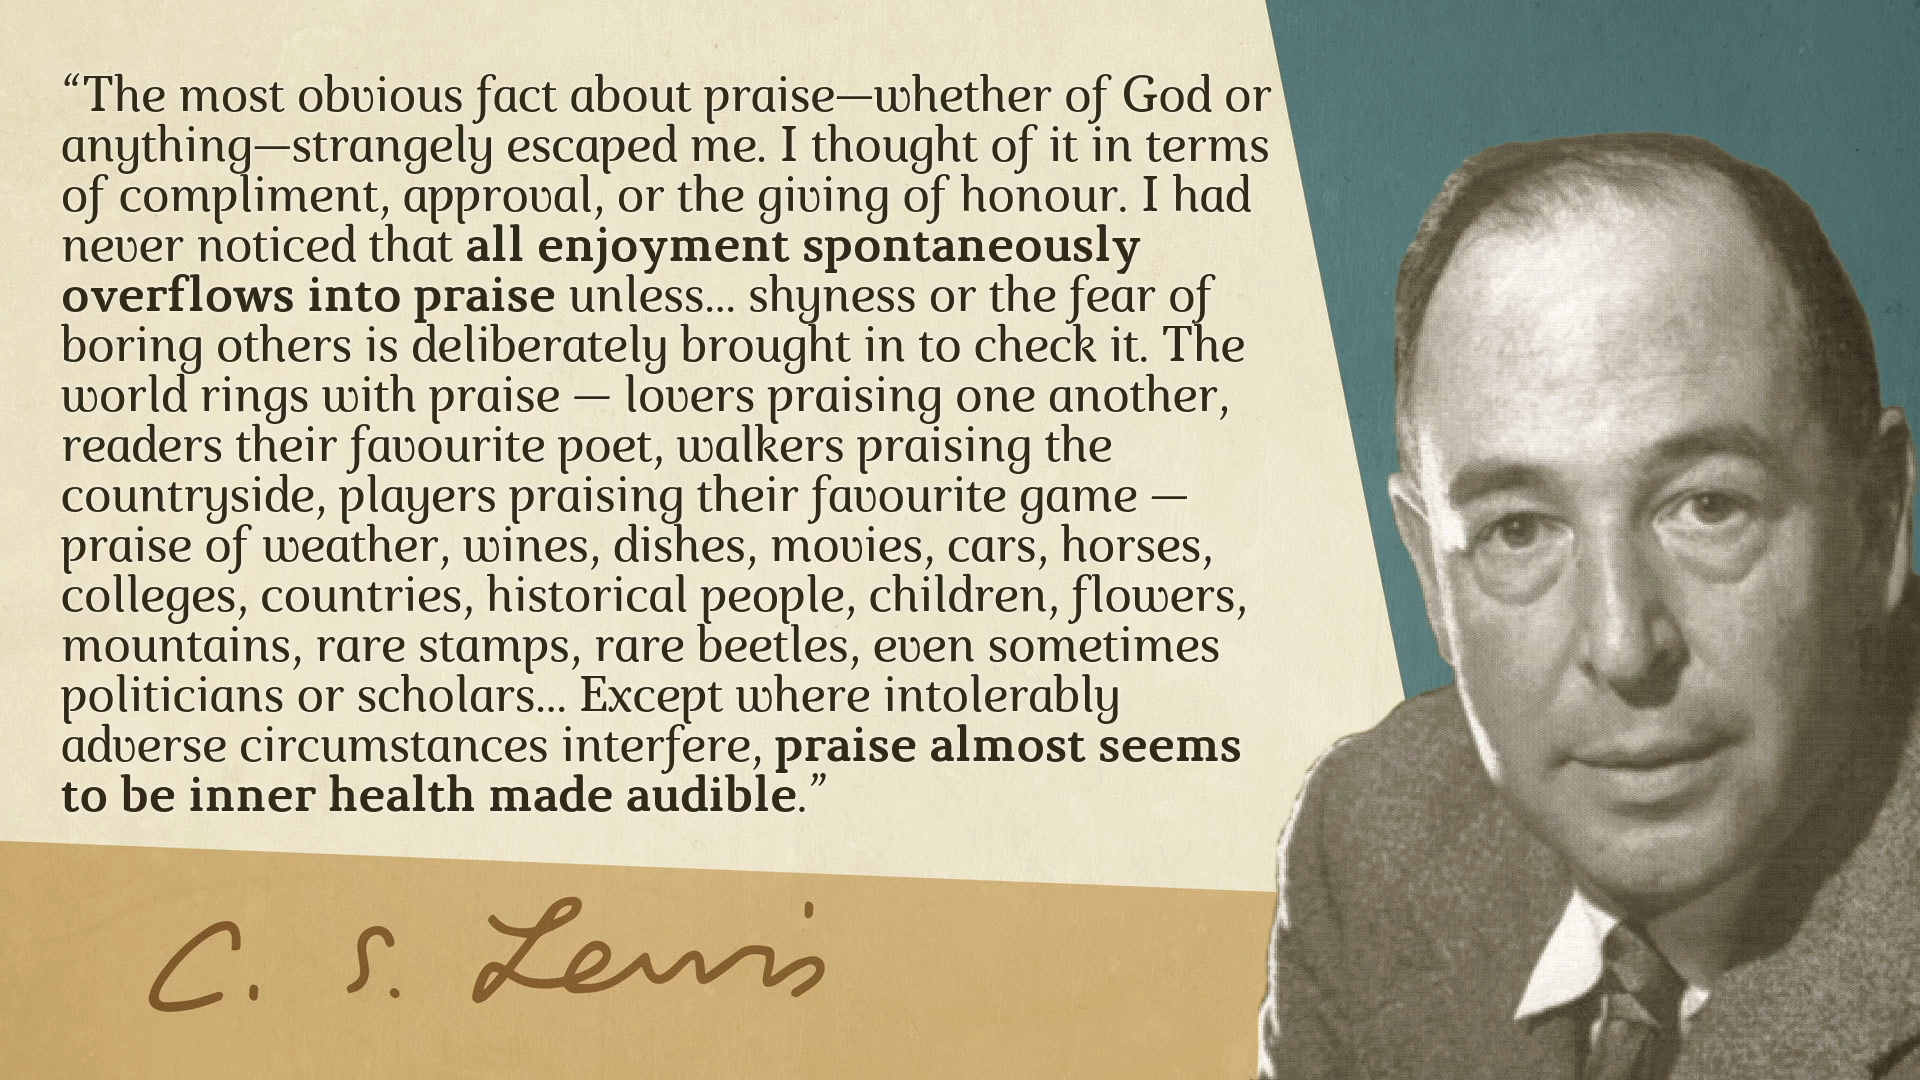 “The most obvious fact about praise—whether of God or
anything—strangely escaped me. I thought of it in terms
of compliment, approval, or the giving of honour. I had
never noticed that all enjoyment spontaneously
overflows into praise unless... shyness or the fear of
boring others is deliberately brought in to check it. The
world rings with praise — lovers praising one another,
readers their favourite poet, walkers praising the
countryside, players praising their favourite game —
praise of weather, wines, dishes, movies, cars, horses,
colleges, countries, historical people, children, flowers,
mountains, rare stamps, rare beetles, even sometimes
politicians or scholars... Except where intolerably
adverse circumstances interfere, praise almost seems
to be inner health made audible.”
C. S. Lewis